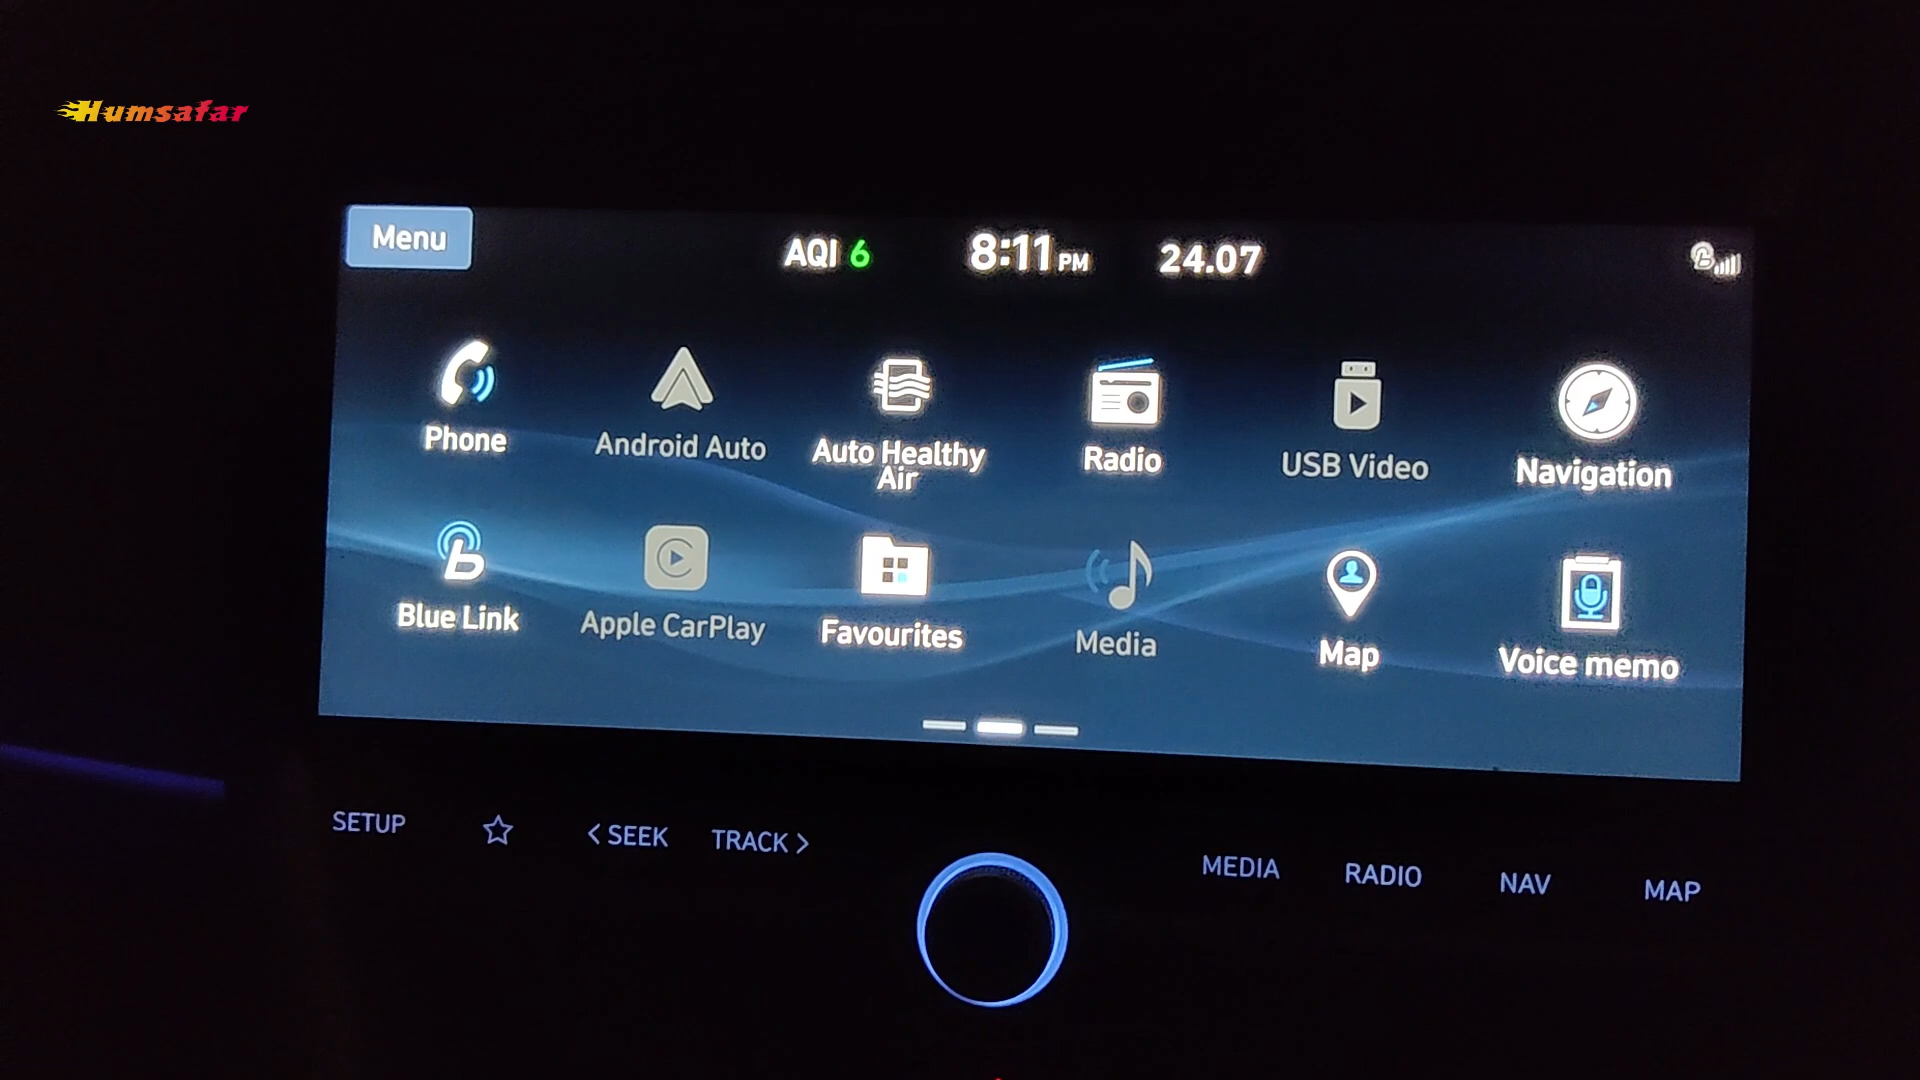 Humsafar
Menu
AQI 6
8:11 PM
24.07
Phone
Android Auto
Auto Healthy
Air
Radio
USB Video
Navigation
Blue Link
Apple CarPlay
Favourites
Media
Map
Voice memo
SETUP
< SEEK
TRACK >
MEDIA
RADIO
NAV
MAP